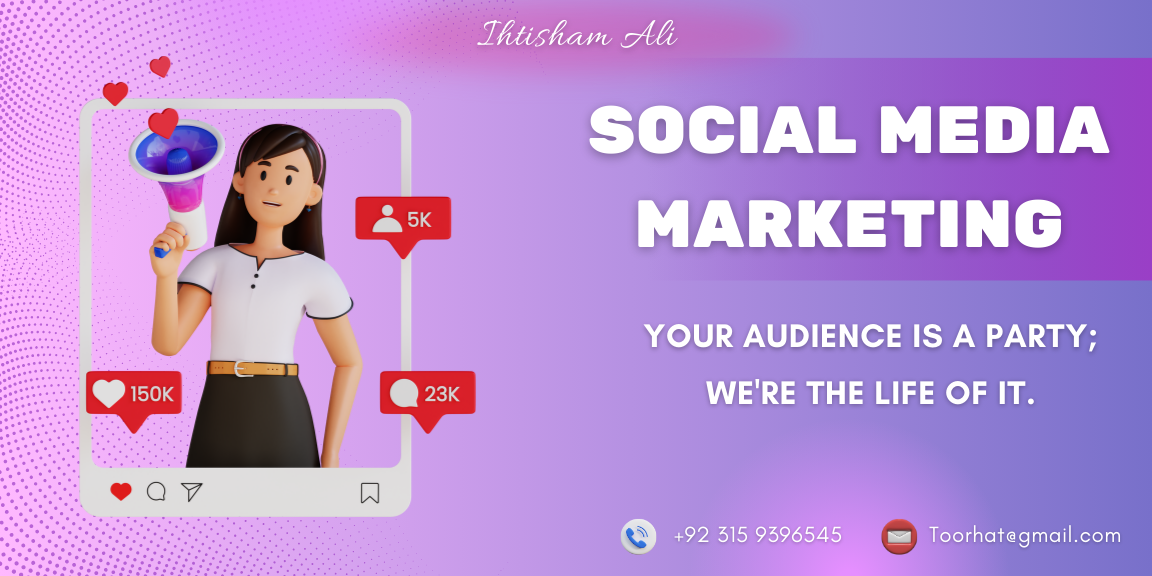 Ihtisham Ali
SOCIAL MEDIA
MARKETING
5K
150K
23K
YOUR AUDIENCE IS A PARTY;
WE'RE THE LIFE OF IT.
+92 315 9396545
Toorhat@gmail.com